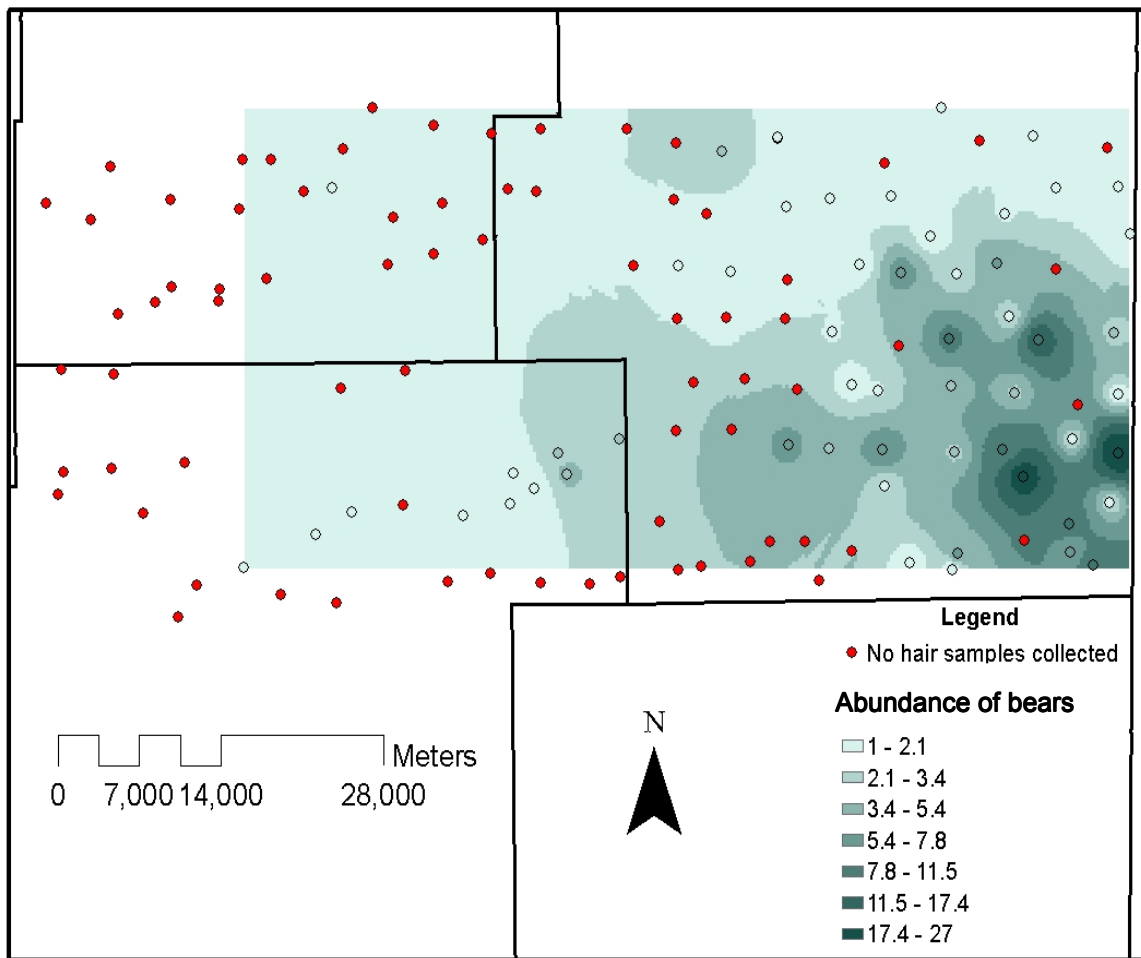 Legend
No hair samples collected
Abundance of bears
1 - 2.1
2.1 - 3.4
3.4 - 5.4
5.4 - 7.8
7.8 - 11.5
11.5 - 17.4
17.4 - 27
N
Meters
0 7,000 14,000 28,000